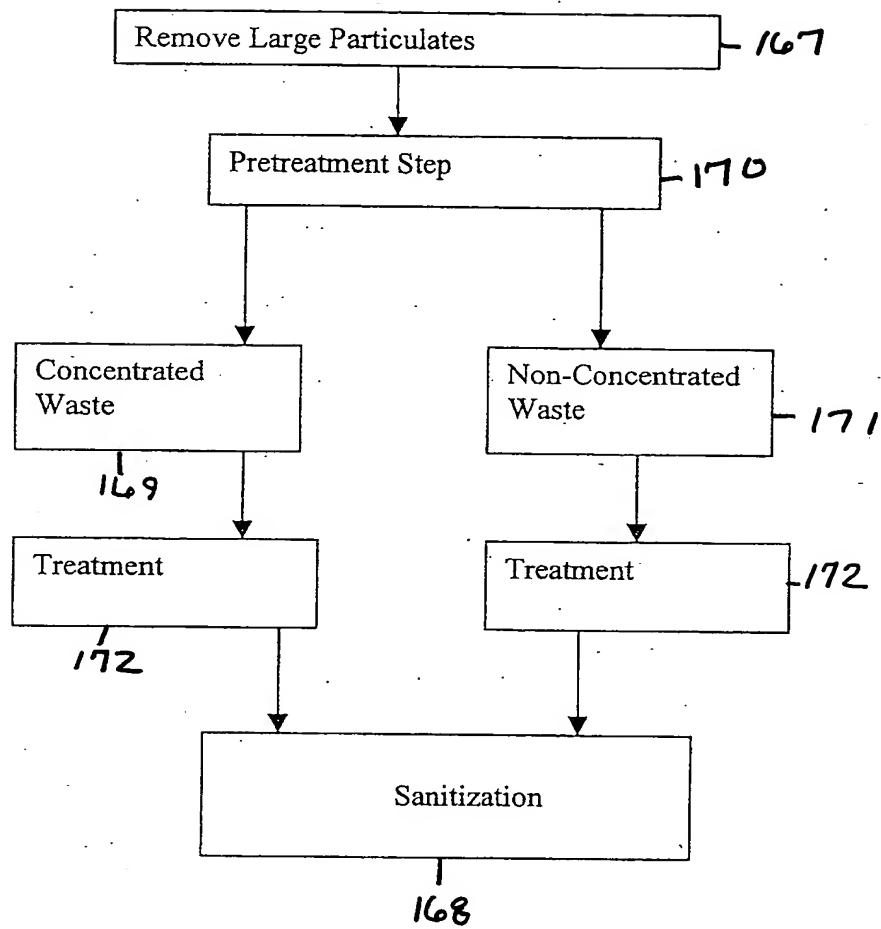 Remove Large Particulates
167
Pretreatment Step
170
Concentrated
Waste
169
Non-Concentrated
Waste
171
Treatment
172
Treatment
172
Sanitization
168